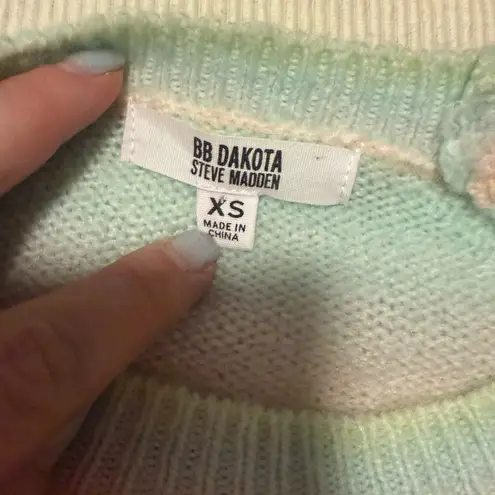 BB DAKOTA
STEVE MADDEN
XS
MADE IN
CHINA